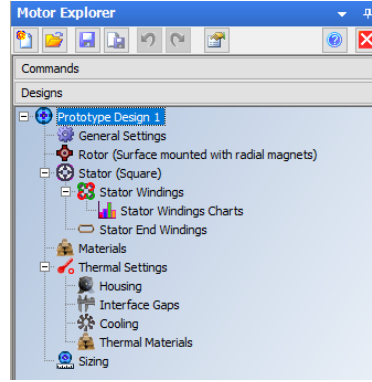 Motor Explorer
Commands
Designs
Prototype Design 1
General Settings
Rotor (Surface mounted with radial magnets)
Stator (Square)
Stator Windings
Stator Windings Charts
Stator End Windings
Materials
Thermal Settings
Housing
Interface Gaps
Cooling
Thermal Materials
Sizing